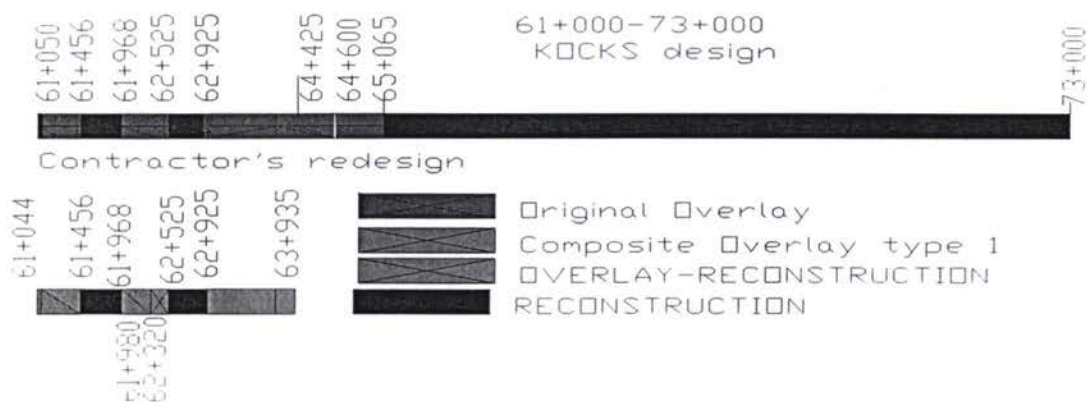 61+050 61+456 61+968 62+525 62+925 64+425 64+600 65+065 73+000
61+000-73+000
KOCKS design
Contractor's redesign
61+044 61+456 61+968 62+525 62+925 63+935
61+980 62+320
Original Overlay
Composite Overlay type 1
OVERLAY-RECONSTRUCTION
RECONSTRUCTION